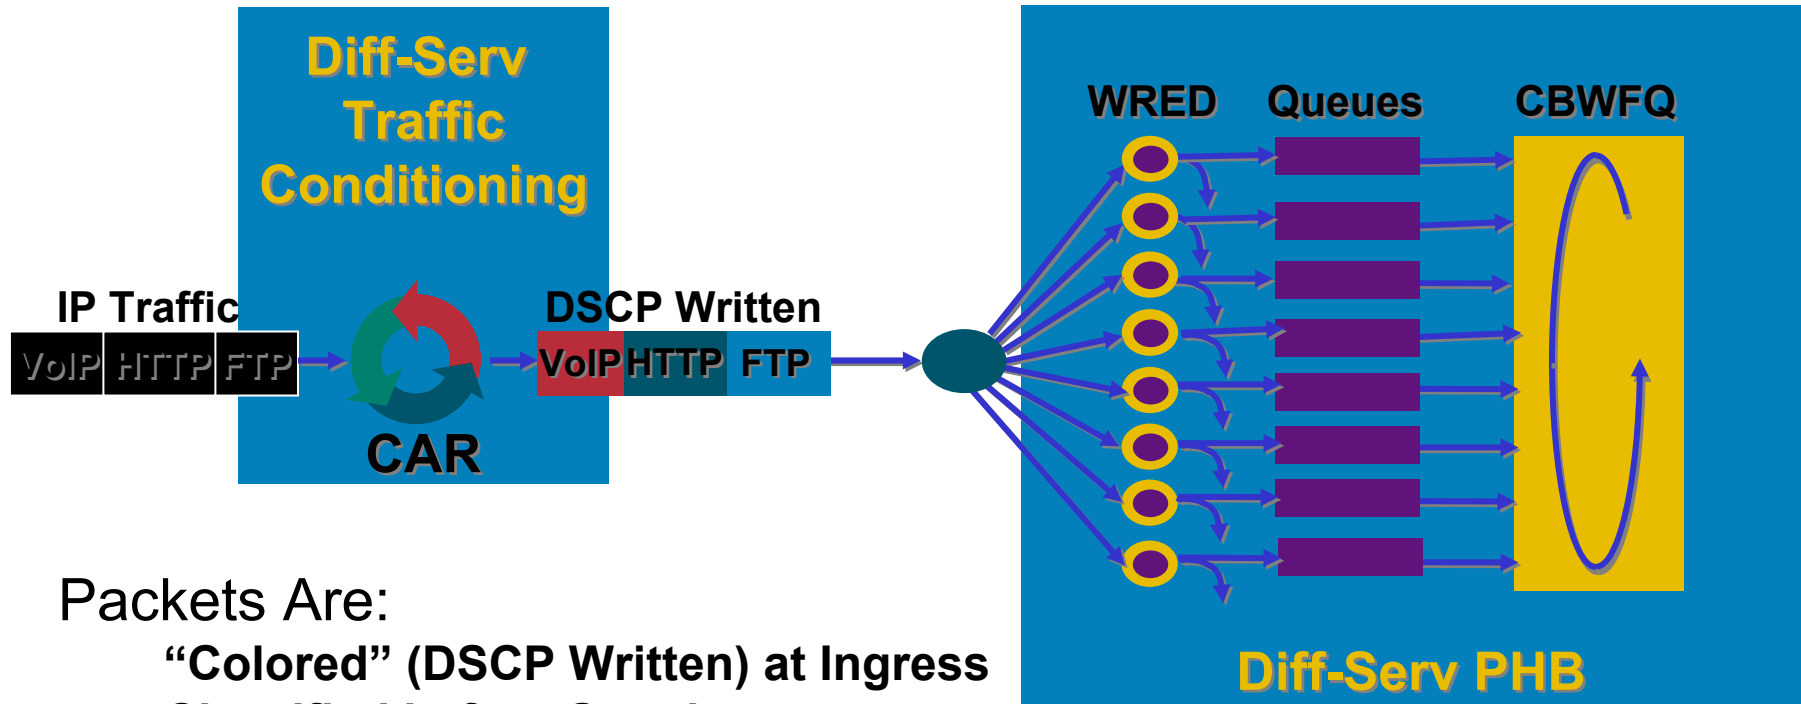 Diff-Serv
Traffic
Conditioning
IP Traffic
VoIP HTTP FTP
CAR
DSCP Written
VoIP HTTP FTP
WRED Queues CBWFQ
Diff-Serv PHB
Packets Are:
“Colored” (DSCP Written) at Ingress